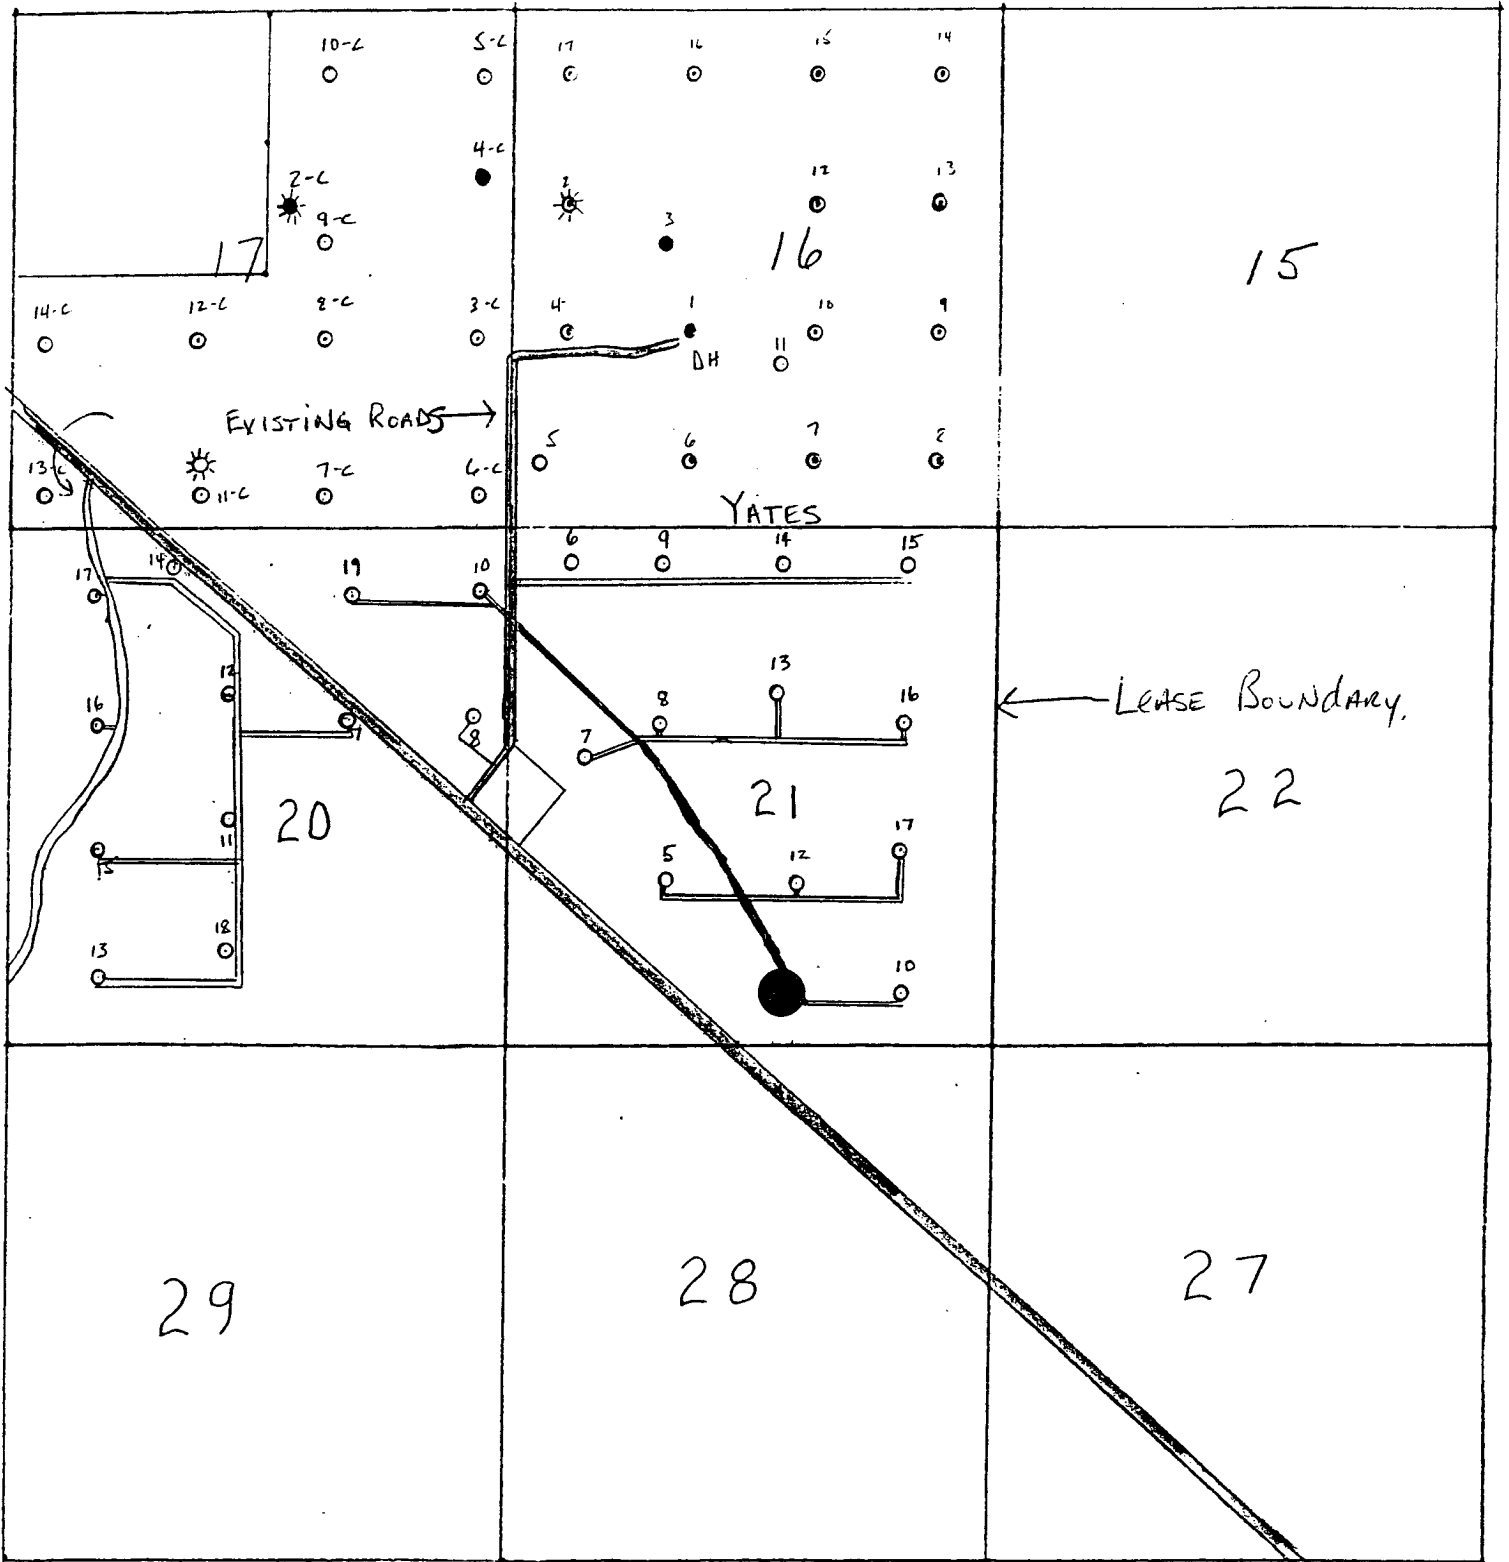 10-C 5-C 17 16 15 14
4-C
2-C 2 12 13
9-C 3
17 16 15
14-C 12-C 8-C 3-C 4 1 10 9
DH 11
EXISTING ROADS
13-C 11-C 7-C 6-C 5 6 7 8
YATES
6 9 14 15
17 14 19 10
12 13
16 8 16 LEASE BOUNDARY.
8 7
20 21 22
11 17
15 5 12
18
13 10
29 28 27